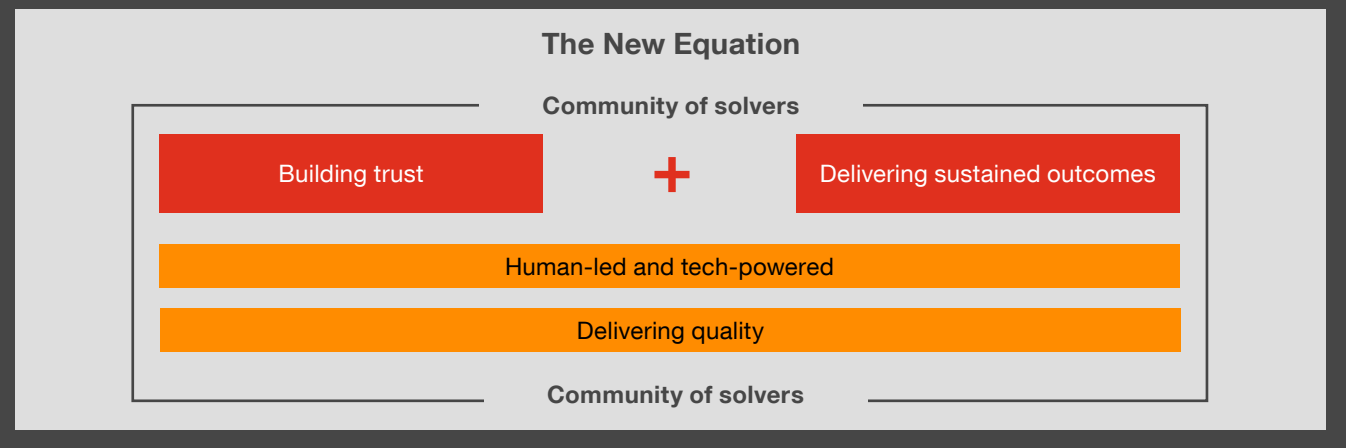 The New Equation
Community of solvers
Building trust
+
Delivering sustained outcomes
Human-led and tech-powered
Delivering quality
Community of solvers